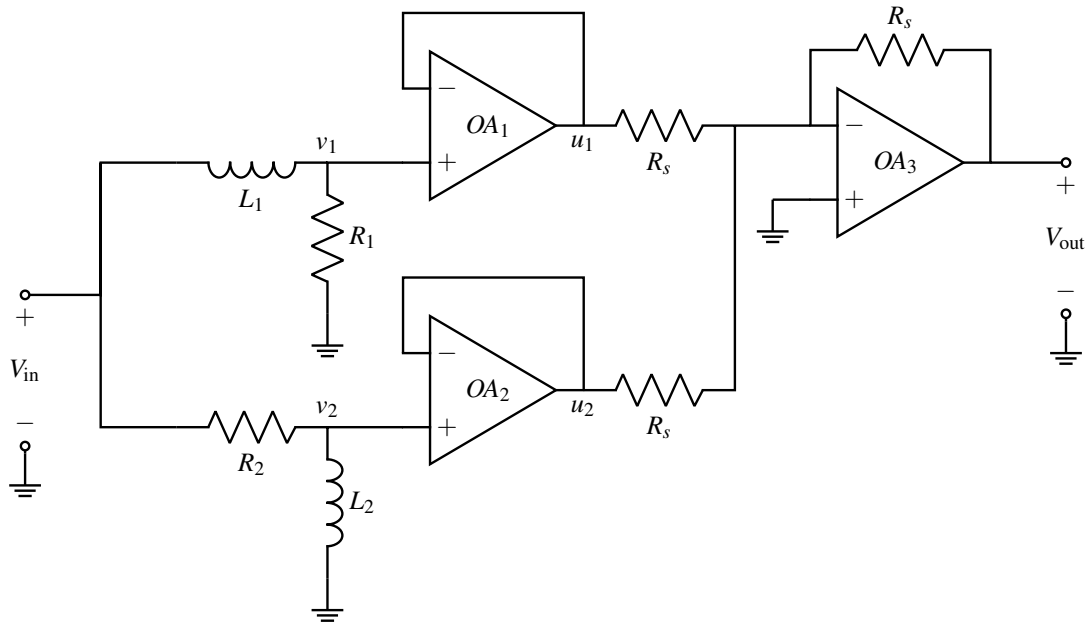 R_s
− OA_1 +
u_1
R_s
− OA_3 +
v_1
L_1
R_1
+ V_out −
+ V_in −
− OA_2 +
u_2
R_s
v_2
R_2
L_2